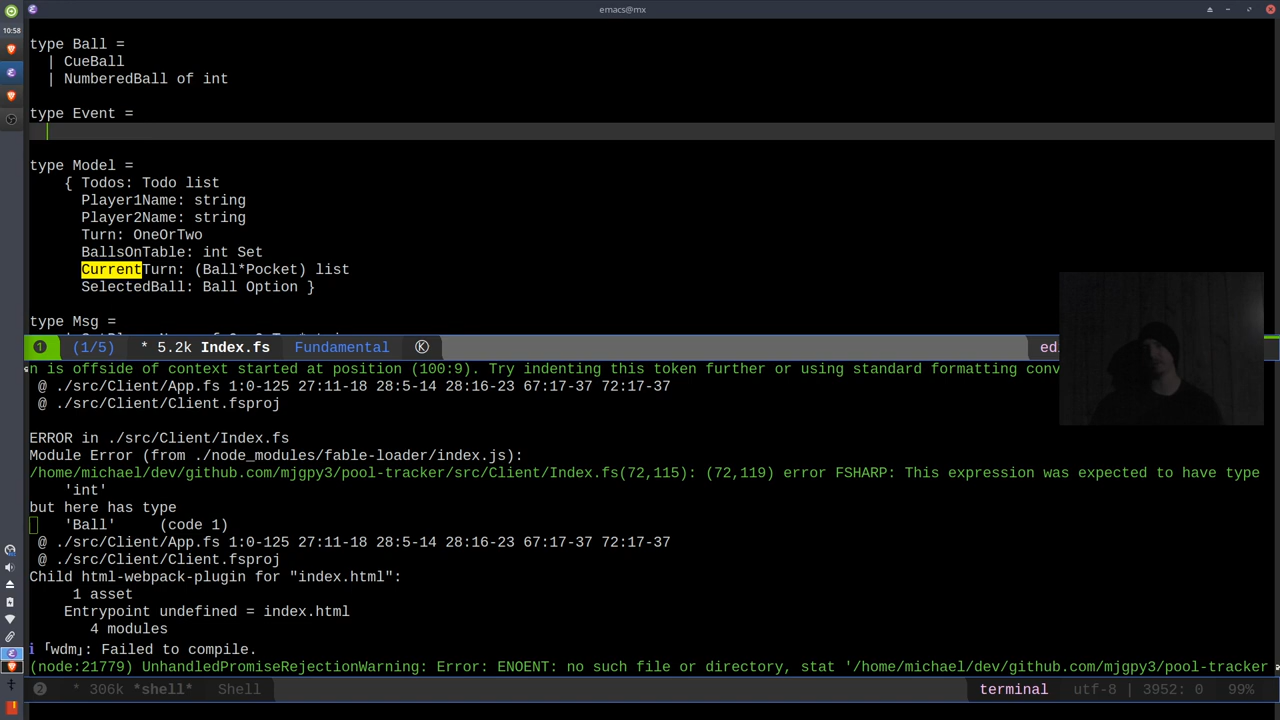 emacs@mx
10:58
type Ball =
| CueBall
| NumberedBall of int
type Event =
type Model =
{ Todos: Todo list
Player1Name: string
Player2Name: string
Turn: OneOrTwo
BallsOnTable: int Set
CurrentTurn: (Ball*Pocket) list
SelectedBall: Ball Option }
type Msg =
1 (1/5) * 5.2k Index.fs Fundamental K
n is offside of context started at position (100:9). Try indenting this token further or using standard formatting conv
@ ./src/Client/App.fs 1:0-125 27:11-18 28:5-14 28:16-23 67:17-37 72:17-37
@ ./src/Client/Client.fsproj
ERROR in ./src/Client/Index.fs
Module Error (from ./node_modules/fable-loader/index.js):
/home/michael/dev/github.com/mjgpy3/pool-tracker/src/Client/Index.fs(72,115): (72,119) error FSHARP: This expression was expected to have type
'int'
but here has type
'Ball' (code 1)
@ ./src/Client/App.fs 1:0-125 27:11-18 28:5-14 28:16-23 67:17-37 72:17-37
@ ./src/Client/Client.fsproj
Child html-webpack-plugin for "index.html":
1 asset
Entrypoint undefined = index.html
4 modules
i ｢wdm｣: Failed to compile.
(node:21779) UnhandledPromiseRejectionWarning: Error: ENOENT: no such file or directory, stat '/home/michael/dev/github.com/mjgpy3/pool-tracker
2 * 306k *shell* Shell terminal utf-8 | 3952: 0 99%